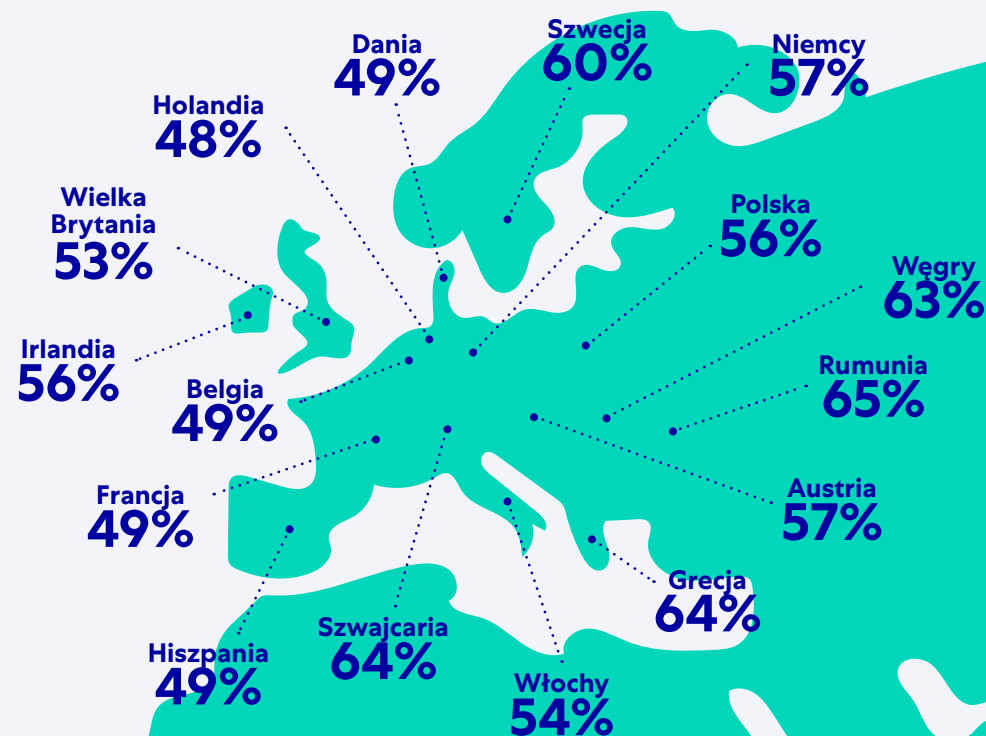 Szwecja
60%
Dania
49%
Niemcy
57%
Holandia
48%
Wielka
Brytania
53%
Polska
56%
Węgry
63%
Irlandia
56%
Rumunia
65%
Belgia
49%
Francja
49%
Austria
57%
Grecja
64%
Szwajcaria
64%
Hiszpania
49%
Włochy
54%